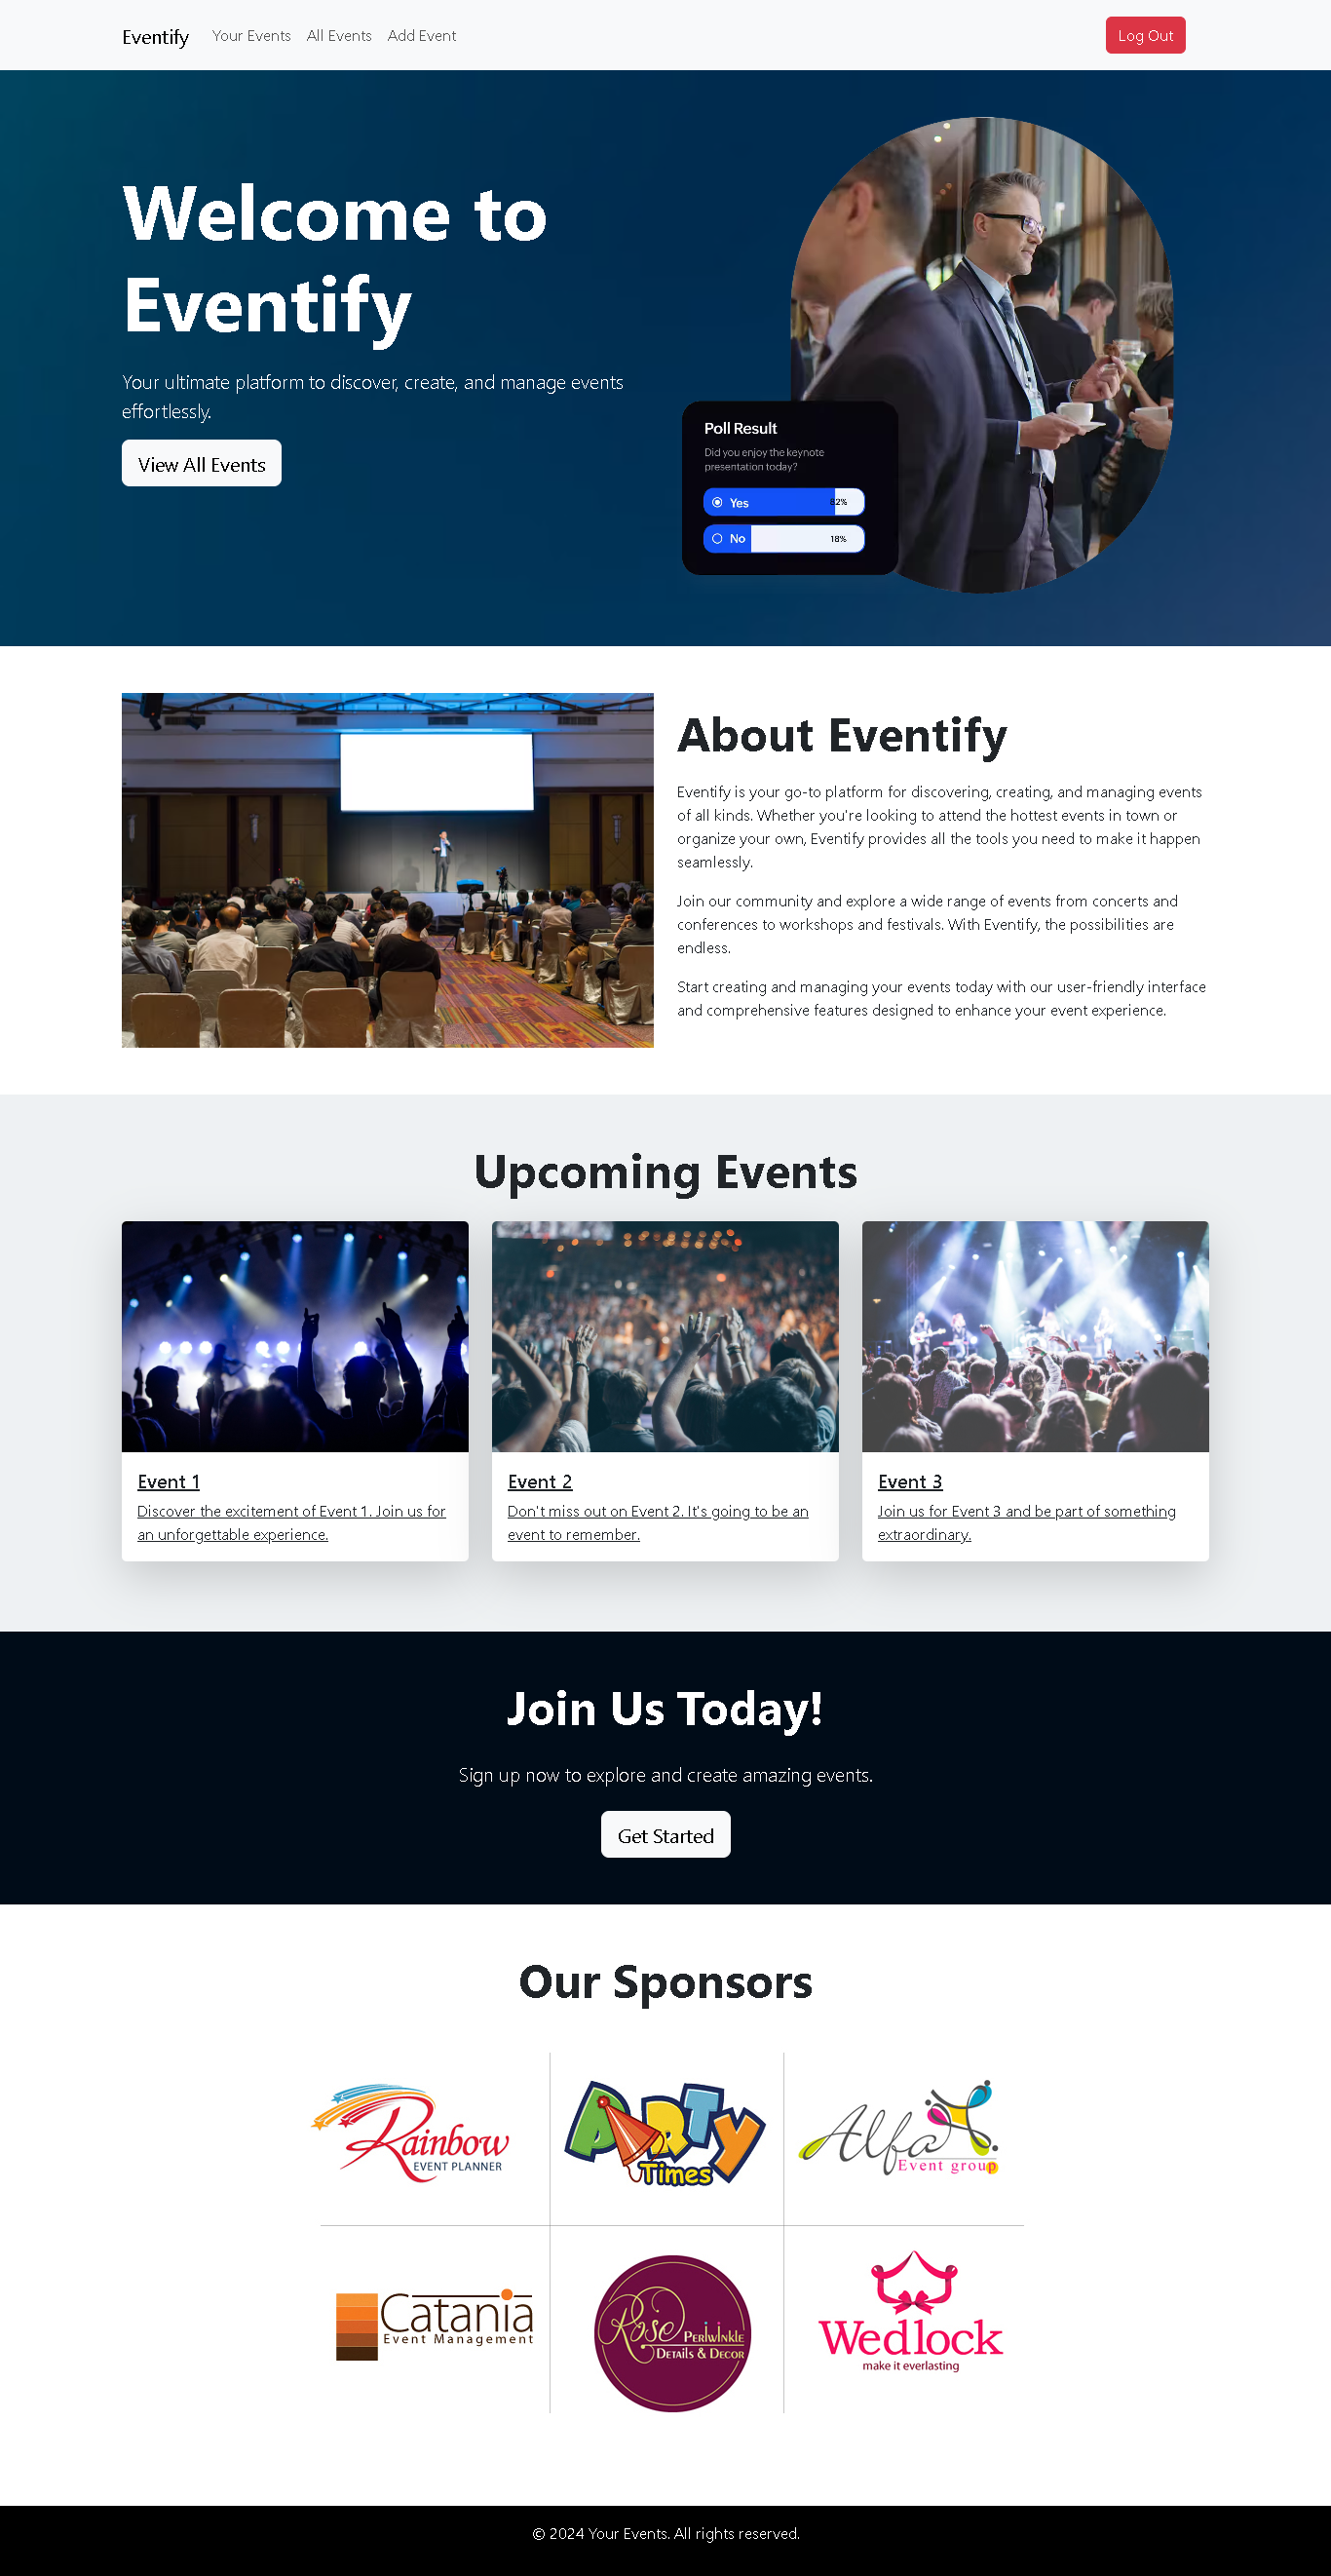 Eventify Your Events All Events Add Event Log Out
Welcome to
Eventify
Your ultimate platform to discover, create, and manage events
effortlessly.
View All Events
Poll Result
Did you enjoy the keynote
presentation today?
Yes 82%
No 18%
About Eventify
Eventify is your go-to platform for discovering, creating, and managing events
of all kinds. Whether you're looking to attend the hottest events in town or
organize your own, Eventify provides all the tools you need to make it happen
seamlessly.
Join our community and explore a wide range of events from concerts and
conferences to workshops and festivals. With Eventify, the possibilities are
endless.
Start creating and managing your events today with our user-friendly interface
and comprehensive features designed to enhance your event experience.
Upcoming Events
Event 1
Discover the excitement of Event 1. Join us for
an unforgettable experience.
Event 2
Don't miss out on Event 2. It's going to be an
event to remember.
Event 3
Join us for Event 3 and be part of something
extraordinary.
Join Us Today!
Sign up now to explore and create amazing events.
Get Started
Our Sponsors
Rainbow
EVENT PLANNER
PARTY
Times
Alfa
Event group
Catania
Event Management
Rose
PERIWINKLE
DETAILS & DECOR
Wedlock
make it everlasting
© 2024 Your Events. All rights reserved.